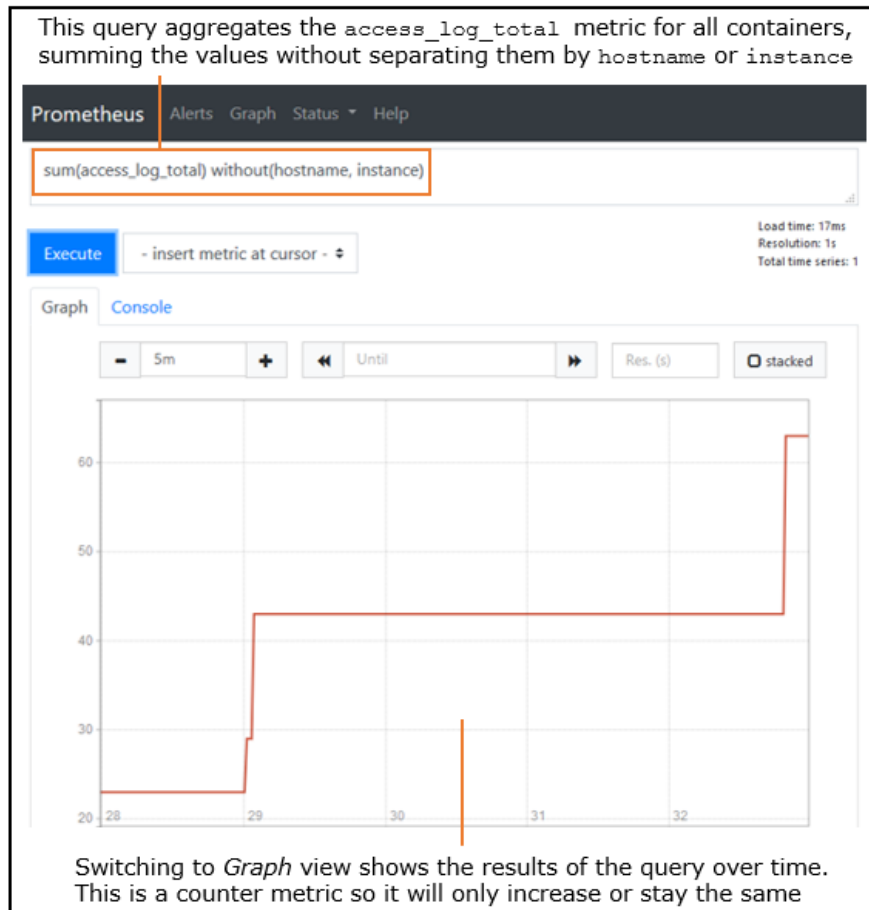 This query aggregates the access_log_total metric for all containers,
summing the values without separating them by hostname or instance
Prometheus Alerts Graph Status Help
sum(access_log_total) without(hostname, instance)
Load time: 17ms
Resolution: 1s
Total time series: 1
Execute - insert metric at cursor -
Graph Console
- 5m + Until Res. (s) stacked
60
50
40
30
20 28 29 30 31 32
Switching to Graph view shows the results of the query over time.
This is a counter metric so it will only increase or stay the same